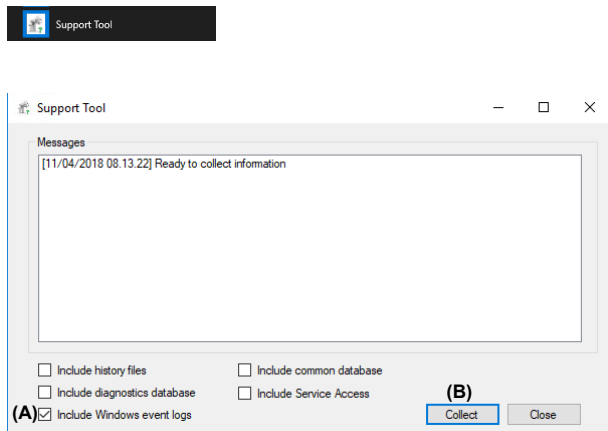 Support Tool
Support Tool
Messages
[11/04/2018 08.13.22] Ready to collect information
Include history files
Include common database
Include diagnostics database
Include Service Access
(B)
(A) Include Windows event logs
Collect
Close